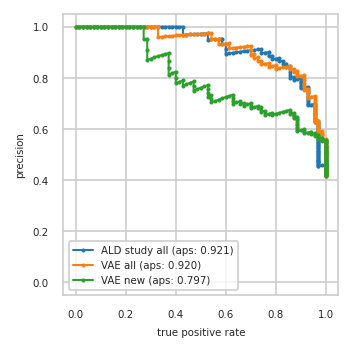 1.0
0.8
0.6
0.4
0.2
0.0
precision
ALD study all (aps: 0.921)
VAE all (aps: 0.920)
VAE new (aps: 0.797)
0.0 0.2 0.4 0.6 0.8 1.0
true positive rate